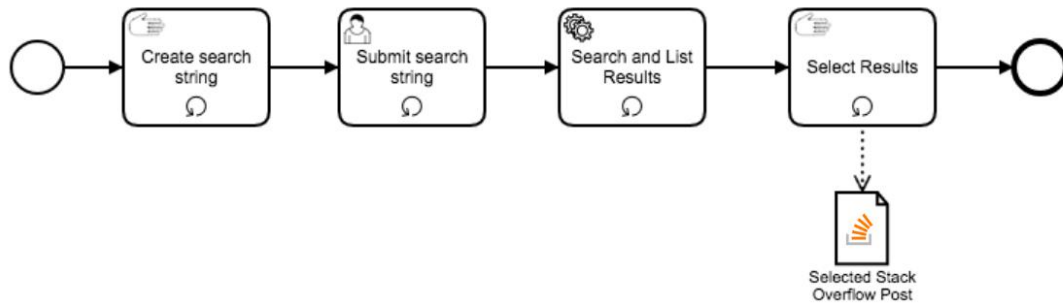 Create search
string
Submit search
string
Search and List
Results
Select Results
Selected Stack
Overflow Post